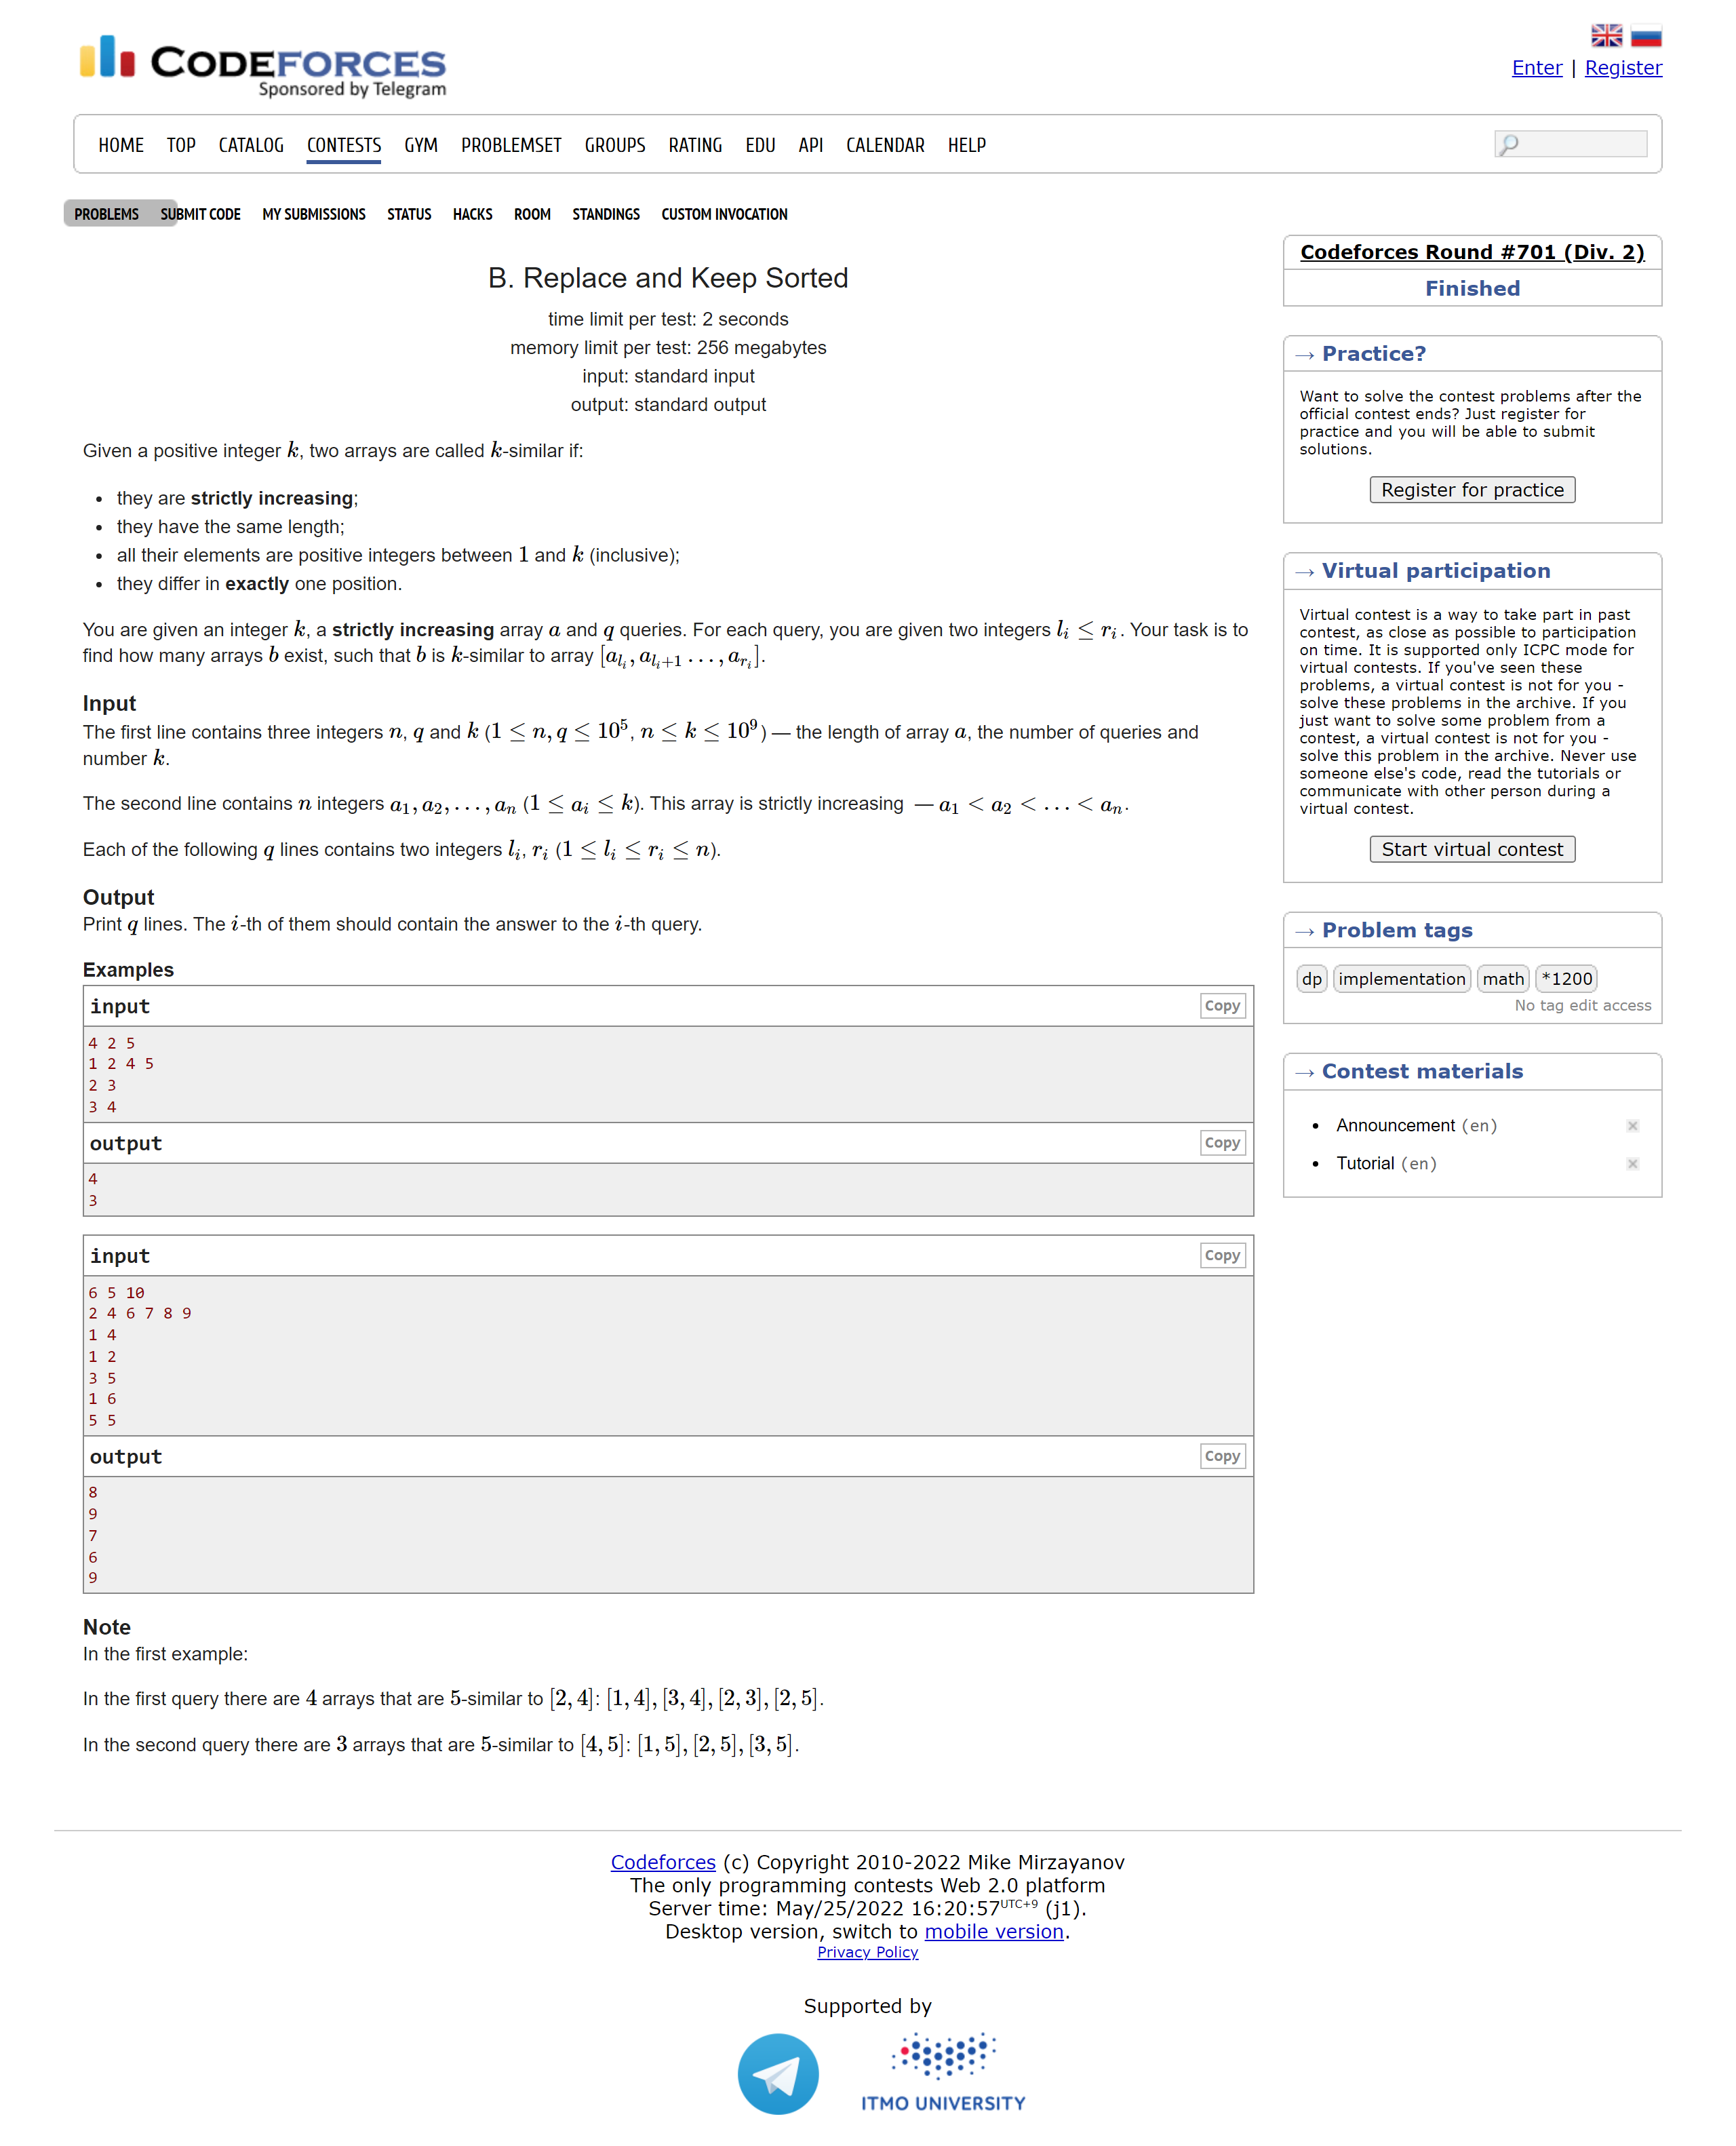 CODEFORCES
Sponsored by Telegram
Enter | Register
HOME TOP CATALOG CONTESTS GYM PROBLEMSET GROUPS RATING EDU API CALENDAR HELP
PROBLEMS SUBMIT CODE MY SUBMISSIONS STATUS HACKS ROOM STANDINGS CUSTOM INVOCATION
B. Replace and Keep Sorted
time limit per test: 2 seconds
memory limit per test: 256 megabytes
input: standard input
output: standard output
Given a positive integer k, two arrays are called k-similar if:
• they are strictly increasing;
• they have the same length;
• all their elements are positive integers between 1 and k (inclusive);
• they differ in exactly one position.
You are given an integer k, a strictly increasing array a and q queries. For each query, you are given two integers l_i ≤ r_i. Your task is to
find how many arrays b exist, such that b is k-similar to array [a_{l_i}, a_{l_i+1} …, a_{r_i}].
Input
The first line contains three integers n, q and k (1 ≤ n, q ≤ 10^5, n ≤ k ≤ 10^9) — the length of array a, the number of queries and
number k.
The second line contains n integers a_1, a_2, …, a_n (1 ≤ a_i ≤ k). This array is strictly increasing — a_1 < a_2 < … < a_n.
Each of the following q lines contains two integers l_i, r_i (1 ≤ l_i ≤ r_i ≤ n).
Output
Print q lines. The i-th of them should contain the answer to the i-th query.
Examples
input Copy
4 2 5
1 2 4 5
2 3
3 4
output Copy
4
3
input Copy
6 5 10
2 4 6 7 8 9
1 4
1 2
3 5
1 6
5 5
output Copy
8
9
7
6
9
Note
In the first example:
In the first query there are 4 arrays that are 5-similar to [2, 4]: [1, 4], [3, 4], [2, 3], [2, 5].
In the second query there are 3 arrays that are 5-similar to [4, 5]: [1, 5], [2, 5], [3, 5].
Codeforces Round #701 (Div. 2)
Finished
→ Practice?
Want to solve the contest problems after the
official contest ends? Just register for
practice and you will be able to submit
solutions.
Register for practice
→ Virtual participation
Virtual contest is a way to take part in past
contest, as close as possible to participation
on time. It is supported only ICPC mode for
virtual contests. If you've seen these
problems, a virtual contest is not for you -
solve these problems in the archive. If you
just want to solve some problem from a
contest, a virtual contest is not for you -
solve this problem in the archive. Never use
someone else's code, read the tutorials or
communicate with other person during a
virtual contest.
Start virtual contest
→ Problem tags
dp implementation math *1200
No tag edit access
→ Contest materials
• Announcement (en)
• Tutorial (en)
Codeforces (c) Copyright 2010-2022 Mike Mirzayanov
The only programming contests Web 2.0 platform
Server time: May/25/2022 16:20:57 UTC+9 (j1).
Desktop version, switch to mobile version.
Privacy Policy
Supported by
ITMO UNIVERSITY